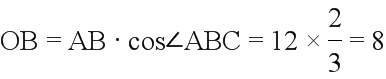 OB = AB · cos∠ABC = 12 × 2/3 = 8